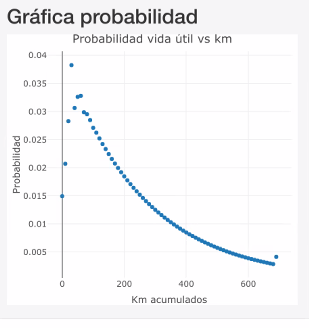 Gráfica probabilidad
Probabilidad vida útil vs km
0.04
0.035
0.03
0.025
0.02
0.015
0.01
0.005
Probabilidad
0 200 400 600
Km acumulados